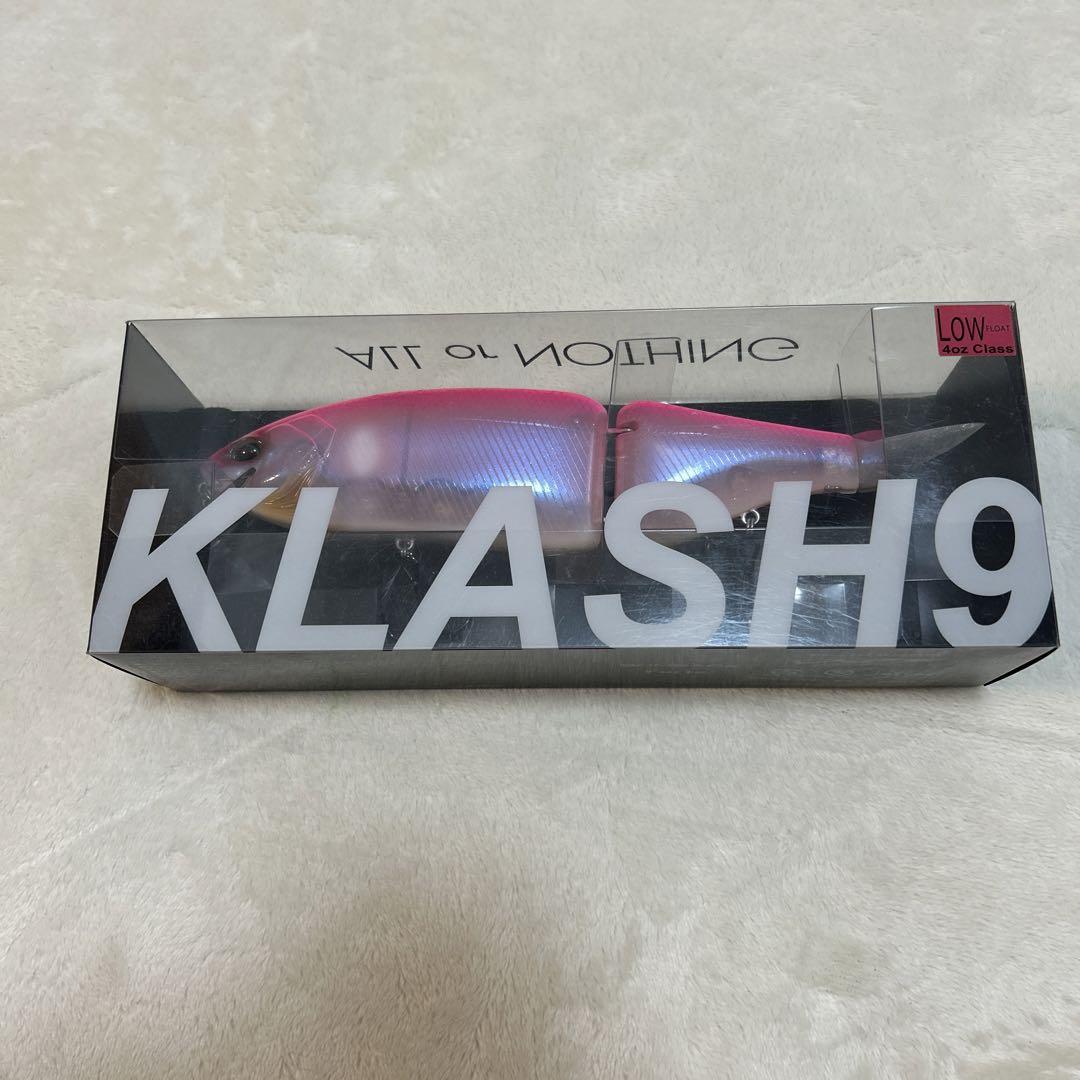 ALL or NOTHING
LOW FLOAT
4oz Class
KLASH9